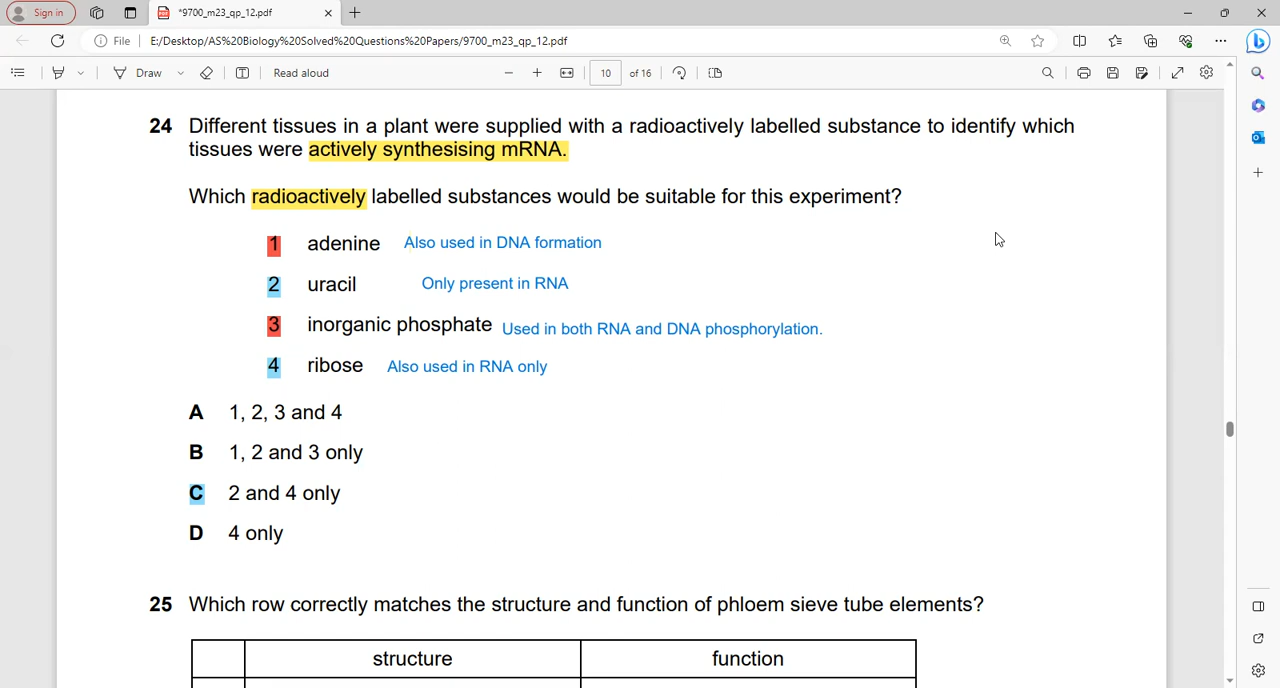 Sign in
*9700_m23_qp_12.pdf
File
E:/Desktop/AS%20Biology%20Solved%20Questions%20Papers/9700_m23_qp_12.pdf
Draw
Read aloud
10
of 16
24 Different tissues in a plant were supplied with a radioactively labelled substance to identify which
tissues were actively synthesising mRNA.
Which radioactively labelled substances would be suitable for this experiment?
1 adenine Also used in DNA formation
2 uracil Only present in RNA
3 inorganic phosphate Used in both RNA and DNA phosphorylation.
4 ribose Also used in RNA only
A 1, 2, 3 and 4
B 1, 2 and 3 only
C 2 and 4 only
D 4 only
25 Which row correctly matches the structure and function of phloem sieve tube elements?
structure function